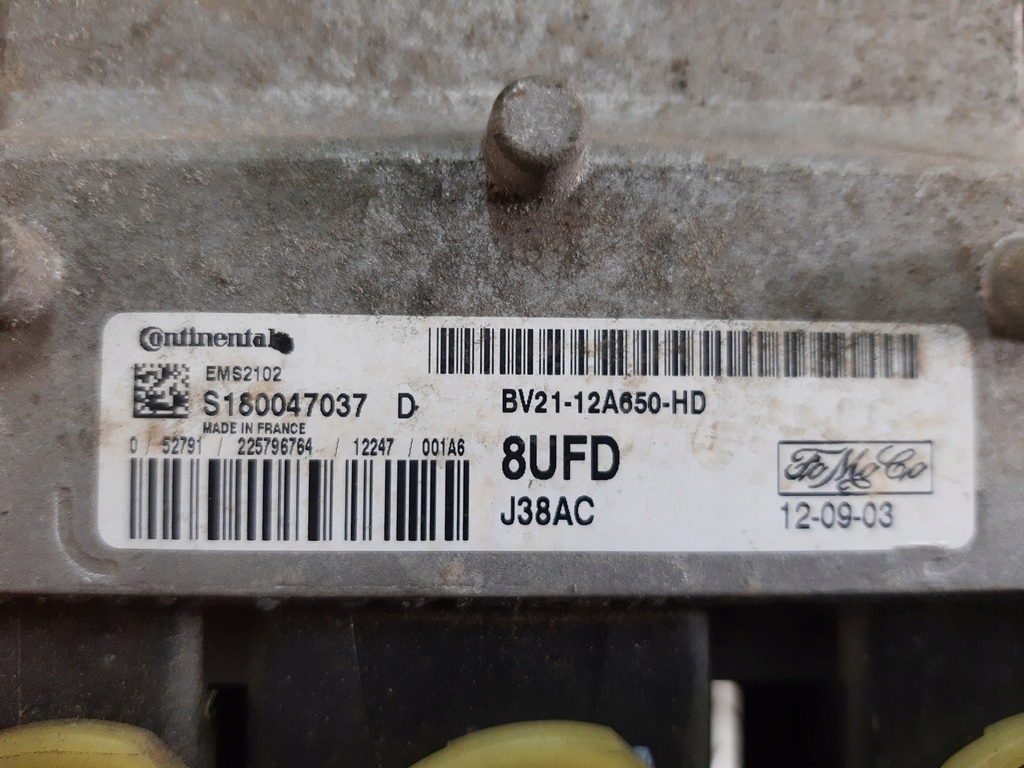 Continental
EMS2102
S180047037 D
MADE IN FRANCE
0 / 52791 / 225796764 / 12247 / 001A6
BV21-12A650-HD
8UFD
J38AC
FoMoCo
12-09-03